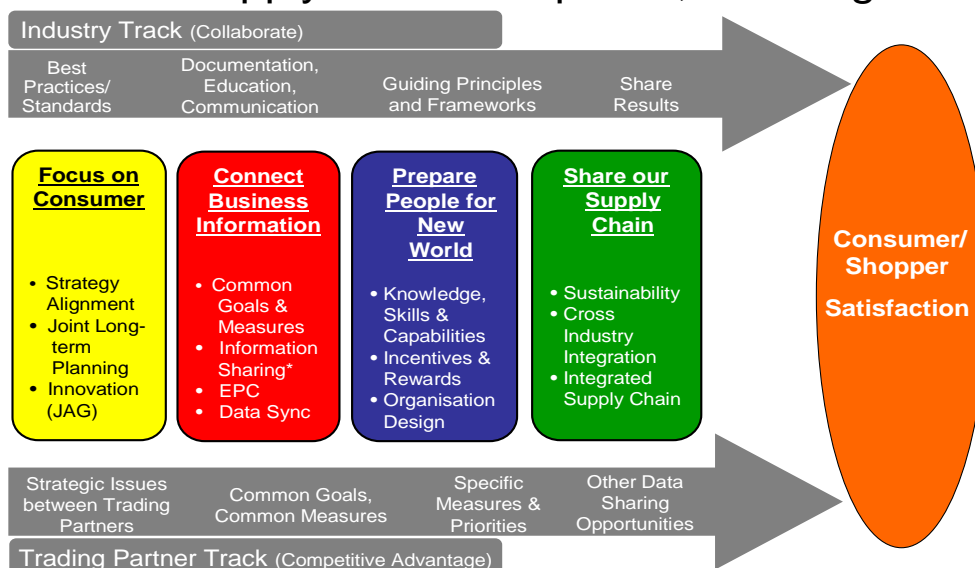 Industry Track (Collaborate)
Best
Practices/
Standards
Documentation,
Education,
Communication
Guiding Principles
and Frameworks
Share
Results
Focus on
Consumer
• Strategy
Alignment
• Joint Long-
term
Planning
• Innovation
(JAG)
Connect
Business
Information
• Common
Goals &
Measures
• Information
Sharing*
• EPC
• Data Sync
Prepare
People for
New
World
• Knowledge,
Skills &
Capabilities
• Incentives &
Rewards
• Organisation
Design
Share our
Supply
Chain
• Sustainability
• Cross
Industry
Integration
• Integrated
Supply Chain
Consumer/
Shopper
Satisfaction
Strategic Issues
between Trading
Partners
Common Goals,
Common Measures
Specific
Measures &
Priorities
Other Data
Sharing
Opportunities
Trading Partner Track (Competitive Advantage)